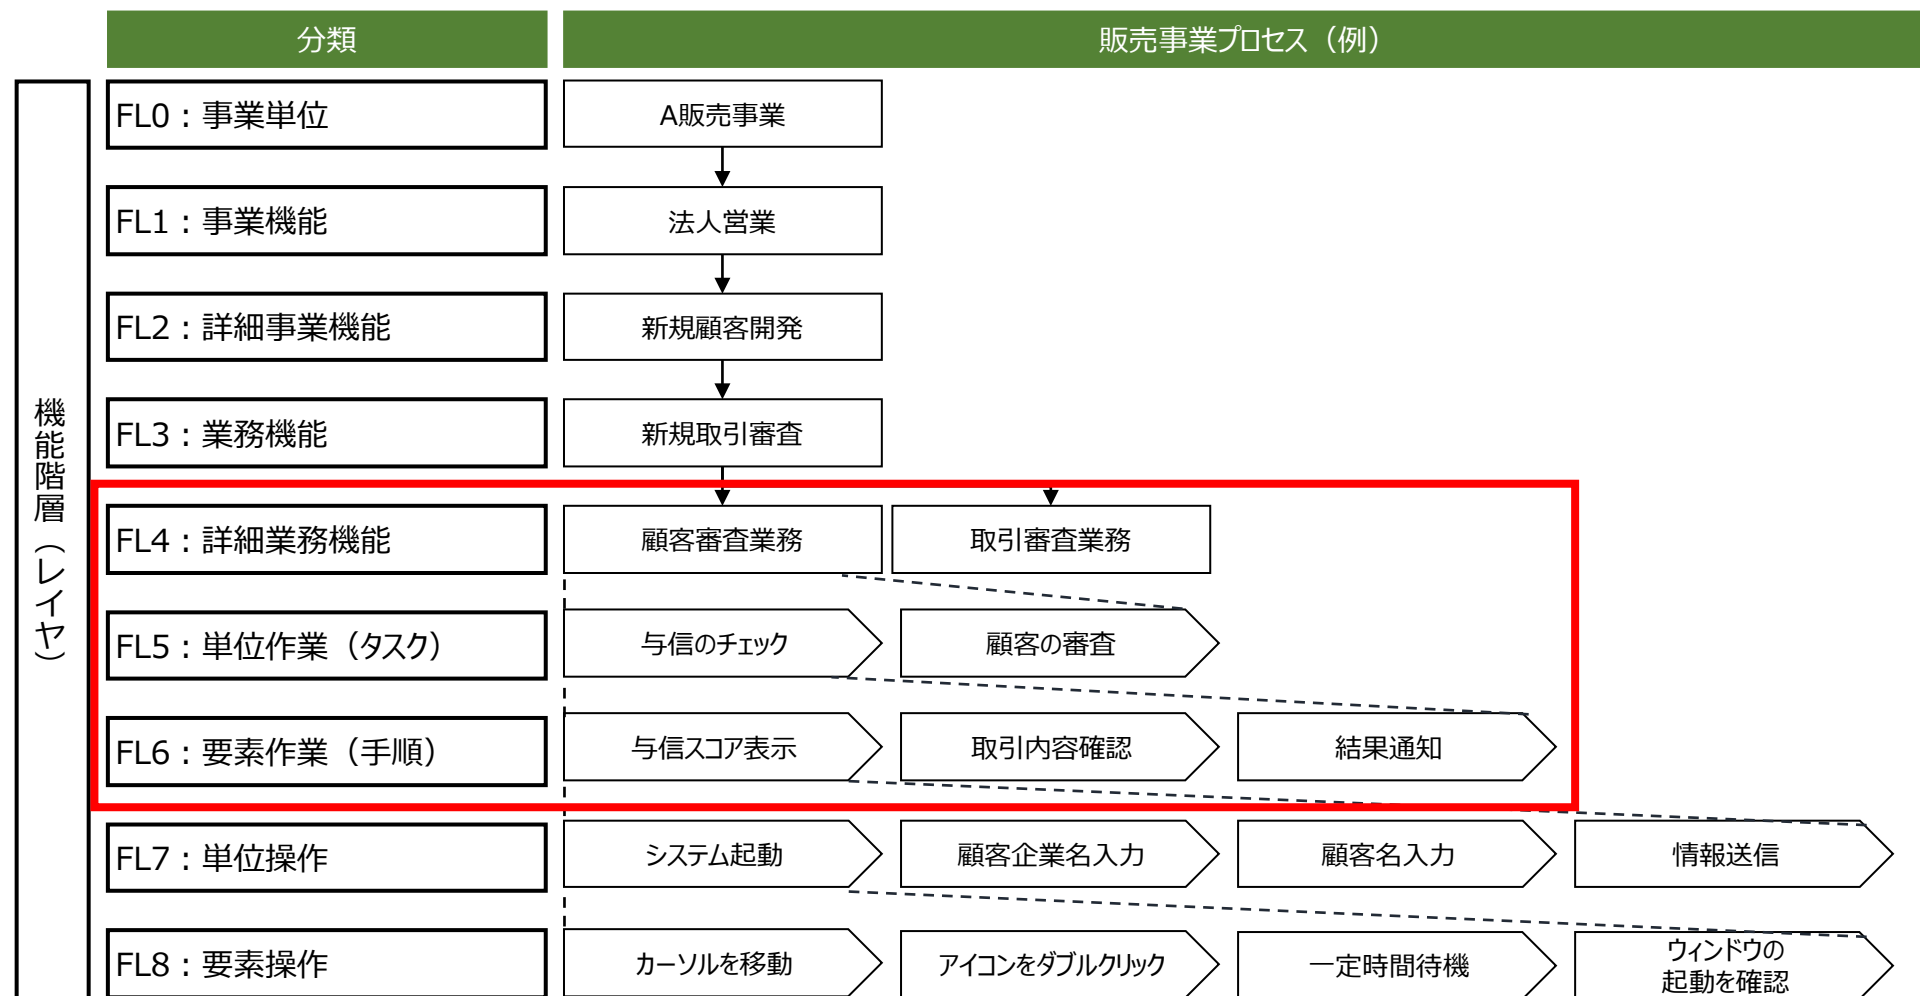 分類
販売事業プロセス（例）
機能階層（レイヤ）
FL0：事業単位
A販売事業
FL1：事業機能
法人営業
FL2：詳細事業機能
新規顧客開発
FL3：業務機能
新規取引審査
FL4：詳細業務機能
顧客審査業務
取引審査業務
FL5：単位作業（タスク）
与信のチェック
顧客の審査
FL6：要素作業（手順）
与信スコア表示
取引内容確認
結果通知
FL7：単位操作
システム起動
顧客企業名入力
顧客名入力
情報送信
FL8：要素操作
カーソルを移動
アイコンをダブルクリック
一定時間待機
ウィンドウの
起動を確認